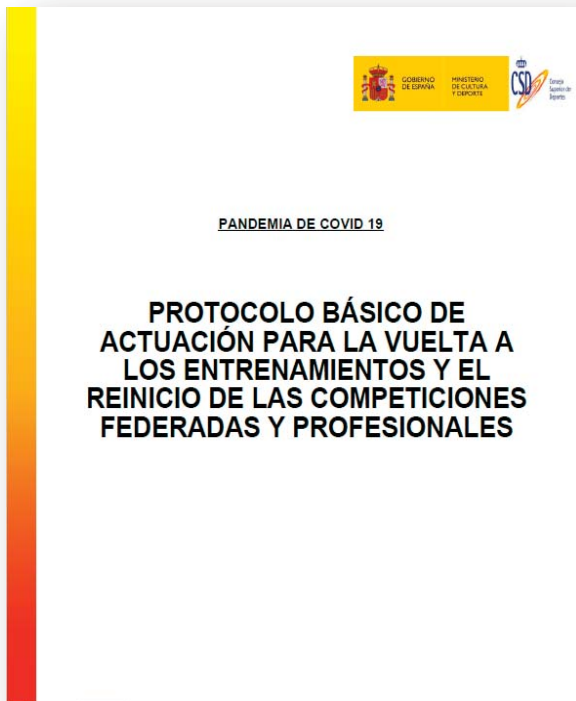 GOBIERNO
DE ESPAÑA
MINISTERIO
DE CULTURA
Y DEPORTE
CSD
Consejo
Superior de
Deportes
PANDEMIA DE COVID 19
PROTOCOLO BÁSICO DE
ACTUACIÓN PARA LA VUELTA A
LOS ENTRENAMIENTOS Y EL
REINICIO DE LAS COMPETICIONES
FEDERADAS Y PROFESIONALES